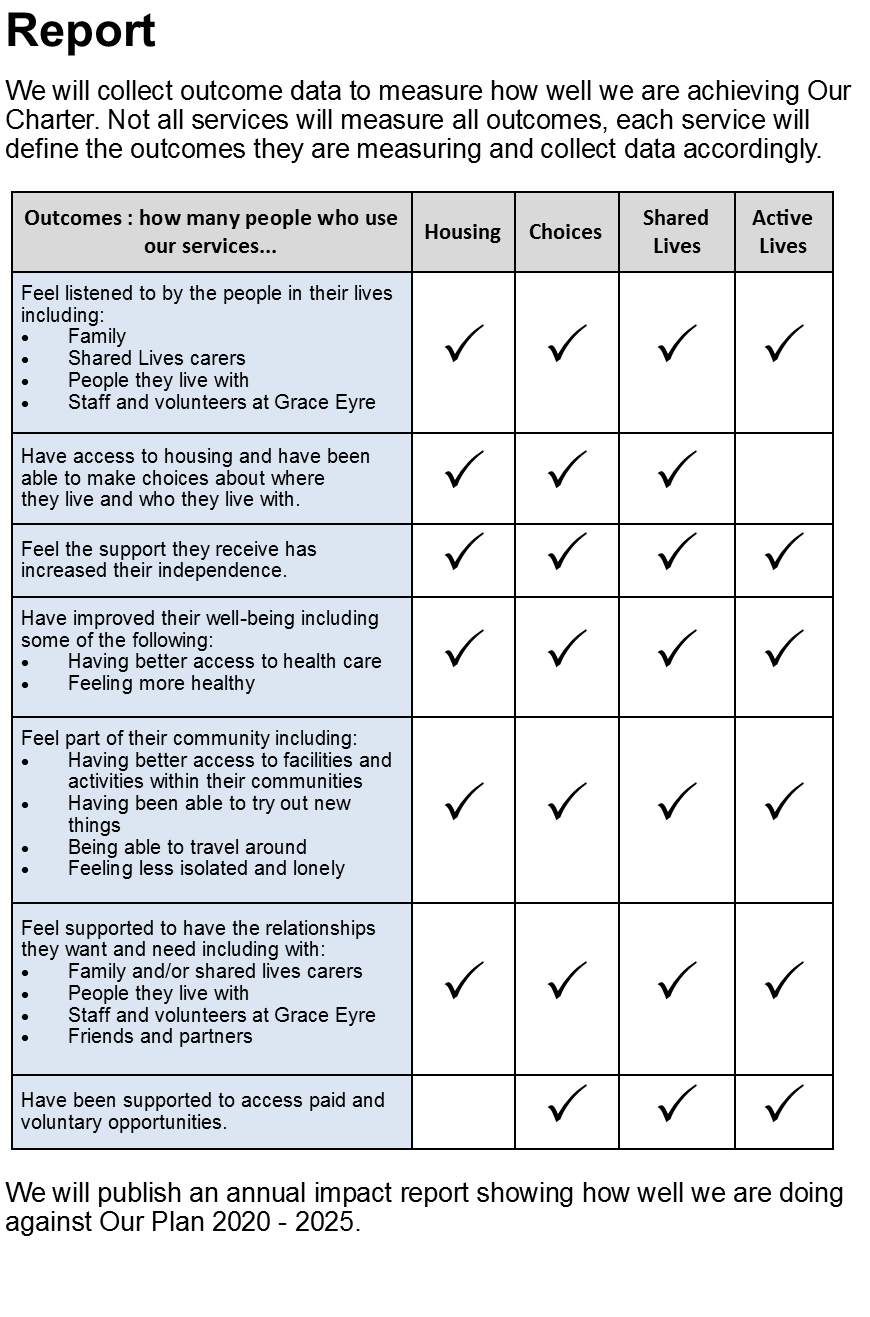 Report
We will collect outcome data to measure how well we are achieving Our
Charter. Not all services will measure all outcomes, each service will
define the outcomes they are measuring and collect data accordingly.
Outcomes : how many people who use
our services...
Housing
Choices
Shared
Lives
Active
Lives
Feel listened to by the people in their lives
including:
• Family
• Shared Lives carers
• People they live with
• Staff and volunteers at Grace Eyre
✓ ✓ ✓ ✓
Have access to housing and have been
able to make choices about where
they live and who they live with.
✓ ✓ ✓
Feel the support they receive has
increased their independence.
✓ ✓ ✓ ✓
Have improved their well-being including
some of the following:
• Having better access to health care
• Feeling more healthy
✓ ✓ ✓ ✓
Feel part of their community including:
• Having better access to facilities and
activities within their communities
• Having been able to try out new
things
• Being able to travel around
• Feeling less isolated and lonely
✓ ✓ ✓ ✓
Feel supported to have the relationships
they want and need including with:
• Family and/or shared lives carers
• People they live with
• Staff and volunteers at Grace Eyre
• Friends and partners
✓ ✓ ✓ ✓
Have been supported to access paid and
voluntary opportunities.
✓ ✓ ✓
We will publish an annual impact report showing how well we are doing
against Our Plan 2020 - 2025.